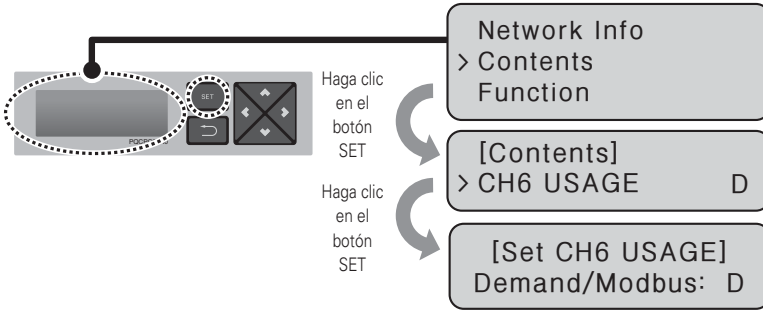 Network Info
> Contents
Function
SET
Haga clic
en el
botón
SET
[Contents]
> CH6 USAGE D
Haga clic
en el
botón
SET
[Set CH6 USAGE]
Demand/Modbus: D